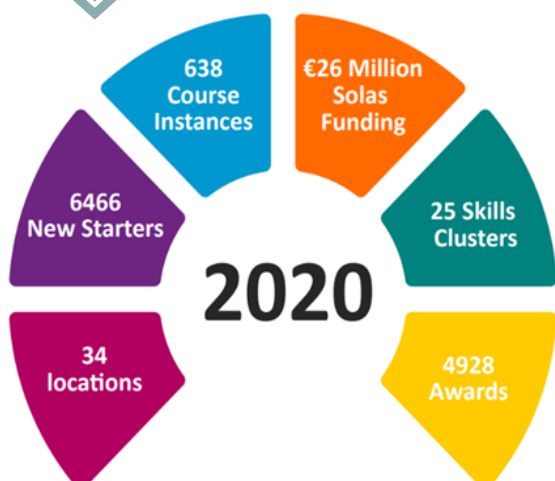 638
Course
Instances
€26 Million
Solas
Funding
6466
New Starters
25 Skills
Clusters
2020
34
locations
4928
Awards